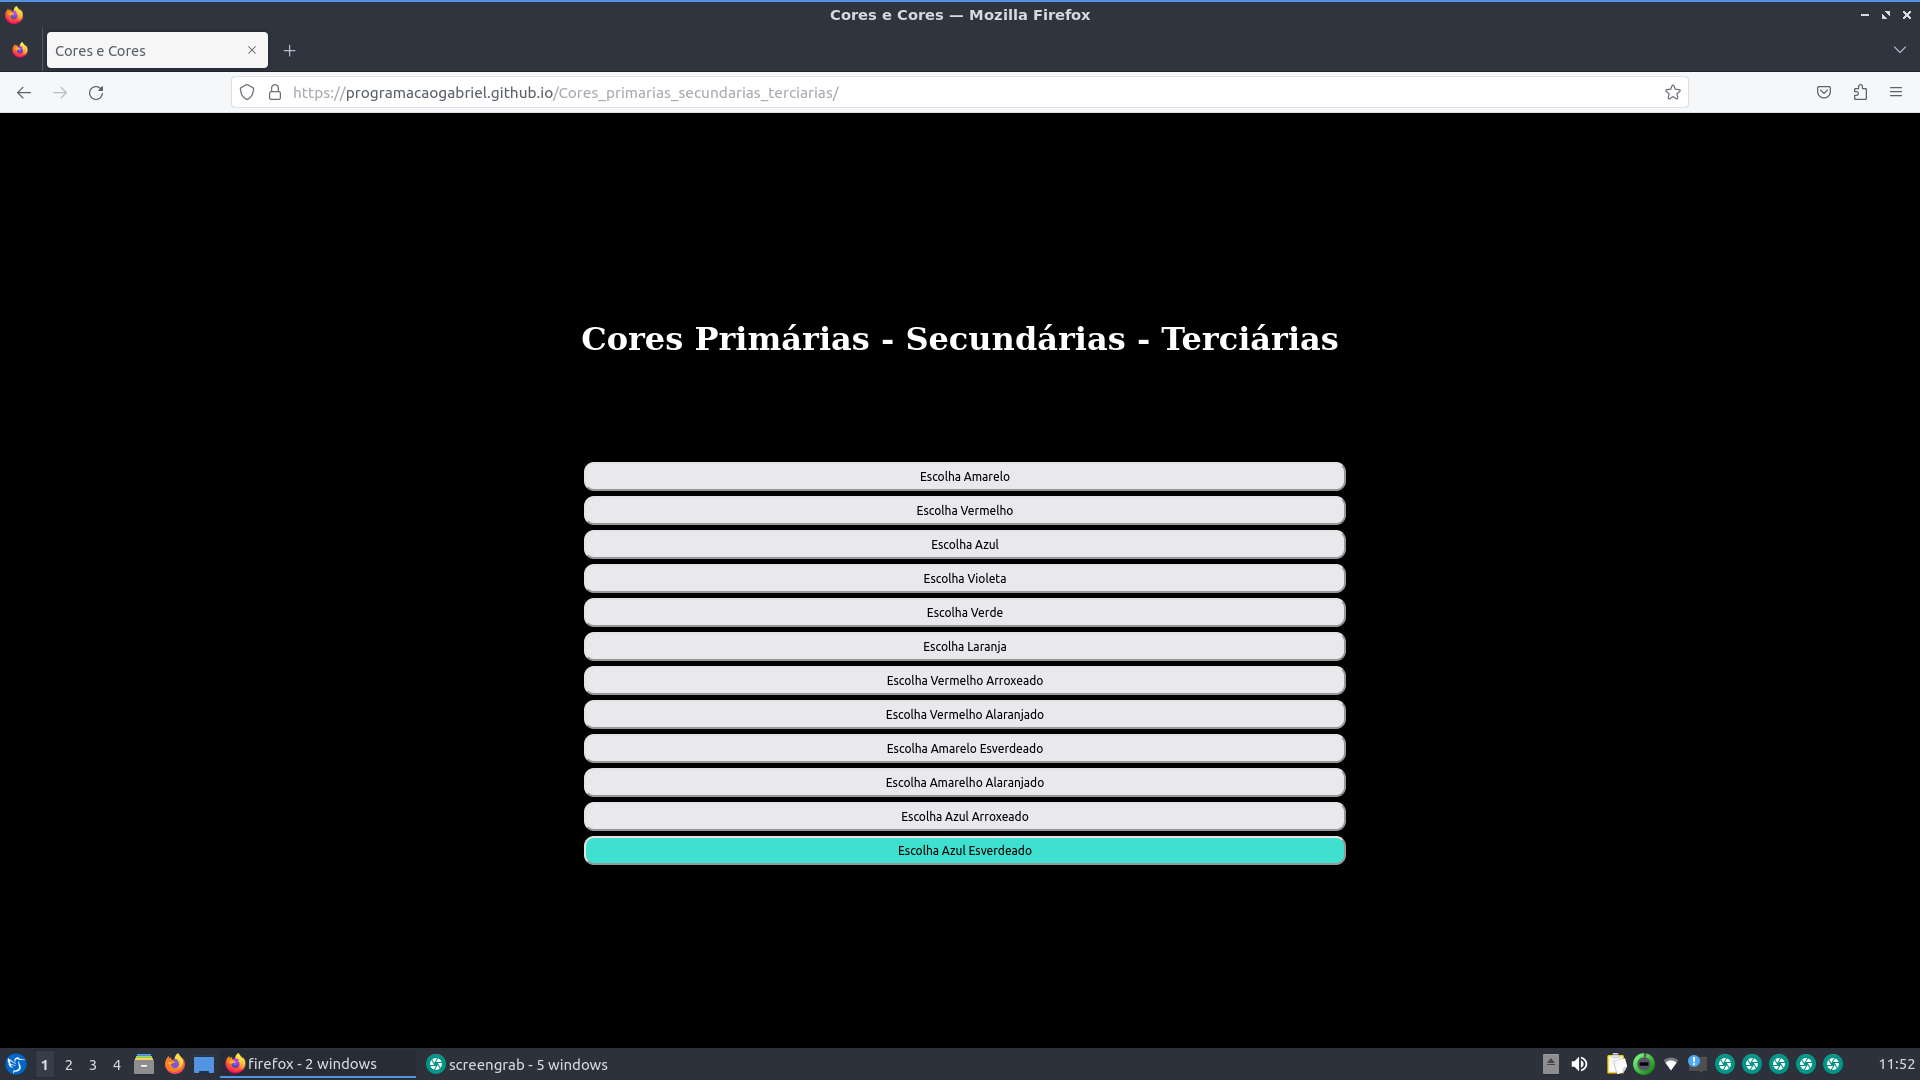 Cores e Cores — Mozilla Firefox
Cores e Cores
https://programacaogabriel.github.io/Cores_primarias_secundarias_terciarias/
Cores Primárias - Secundárias - Terciárias
Escolha Amarelo
Escolha Vermelho
Escolha Azul
Escolha Violeta
Escolha Verde
Escolha Laranja
Escolha Vermelho Arroxeado
Escolha Vermelho Alaranjado
Escolha Amarelo Esverdeado
Escolha Amarelho Alaranjado
Escolha Azul Arroxeado
Escolha Azul Esverdeado
1 2 3 4 firefox - 2 windows screengrab - 5 windows 11:52